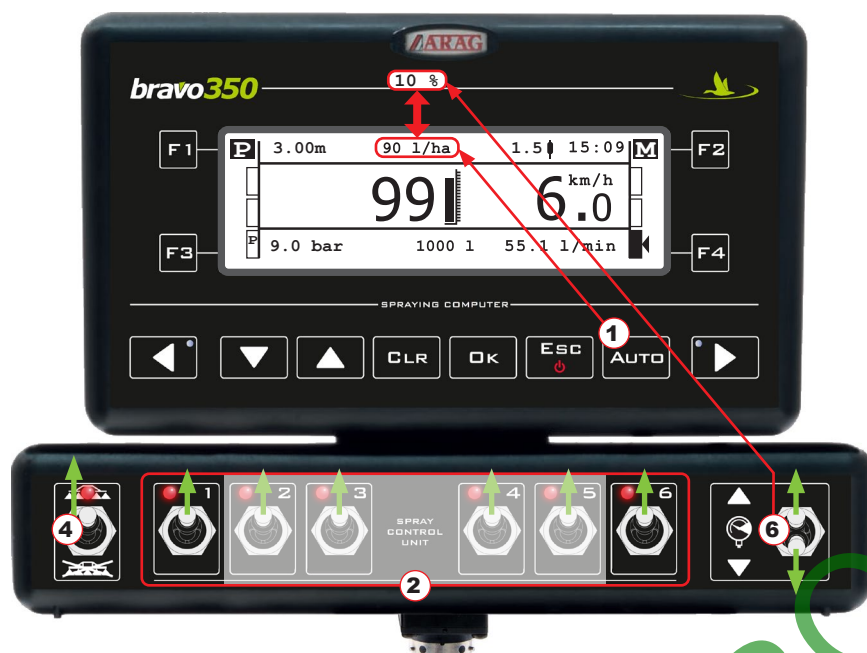 ARAG
bravo350
10 %
F1
P 3.00m 90 l/ha 1.5 15:09 M
F2
99 6.0 km/h
F3
P 9.0 bar 1000 l 55.1 l/min
F4
SPRAYING COMPUTER
1
CLR OK ESC AUTO
1 2 3 4 5 6
4
SPRAY
CONTROL
UNIT
6
2